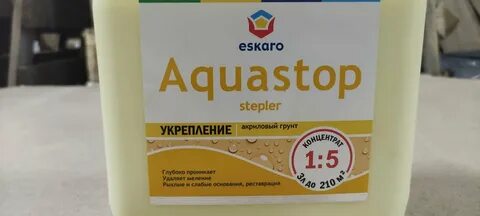 eskaro
Aquastop
stepler
УКРЕПЛЕНИЕ акриловый грунт
КОНЦЕНТРАТ
1:5
3л до 210 м²
Глубоко проникает
Удаляет меление
Рыхлые и слабые основания, реставрация